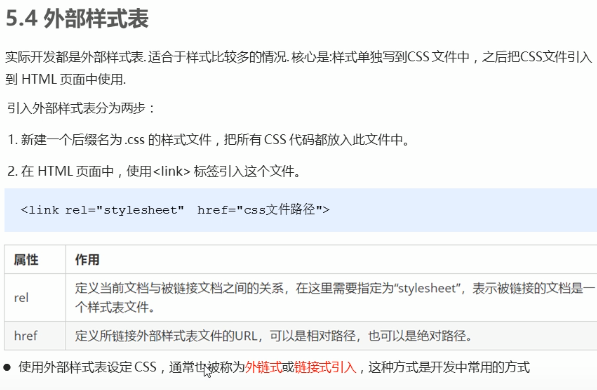 5.4 外部样式表
实际开发都是外部样式表. 适合于样式比较多的情况. 核心是:样式单独写到CSS 文件中，之后把CSS文件引入
到 HTML 页面中使用.
引入外部样式表分为两步：
1. 新建一个后缀名为 .css 的样式文件，把所有 CSS 代码都放入此文件中。
2. 在 HTML 页面中，使用<link> 标签引入这个文件。
<link rel="stylesheet"  href="css文件路径">
属性 作用
rel 定义当前文档与被链接文档之间的关系，在这里需要指定为“stylesheet”，表示被链接的文档是一
个样式表文件。
href 定义所链接外部样式表文件的URL，可以是相对路径，也可以是绝对路径。
● 使用外部样式表设定 CSS，通常也被称为外链式或链接式引入，这种方式是开发中常用的方式